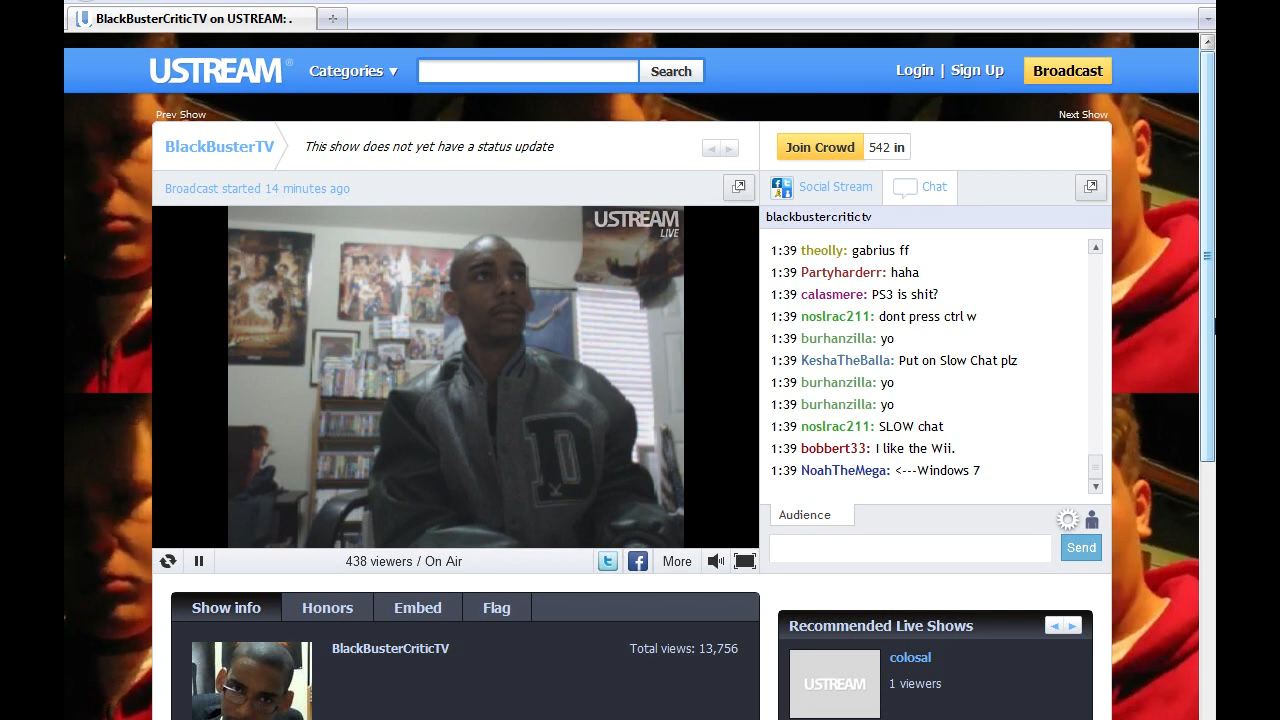 BlackBusterCriticTV on USTREAM: .
USTREAM
Categories ▼
Search
Login | Sign Up
Broadcast
Prev Show
Next Show
BlackBusterTV
This show does not yet have a status update
Join Crowd
542 in
Broadcast started 14 minutes ago
Social Stream
Chat
blackbustercritictv
USTREAM
LIVE
D
1:39 theolly: gabrius ff
1:39 Partyharderr: haha
1:39 calasmere: PS3 is shit?
1:39 noslrac211: dont press ctrl w
1:39 burhanzilla: yo
1:39 KeshaTheBalla: Put on Slow Chat plz
1:39 burhanzilla: yo
1:39 burhanzilla: yo
1:39 noslrac211: SLOW chat
1:39 bobbert33: I like the Wii.
1:39 NoahTheMega: <---Windows 7
Audience
Send
438 viewers / On Air
More
Show info
Honors
Embed
Flag
BlackBusterCriticTV
Total views: 13,756
Recommended Live Shows
USTREAM
colosal
1 viewers